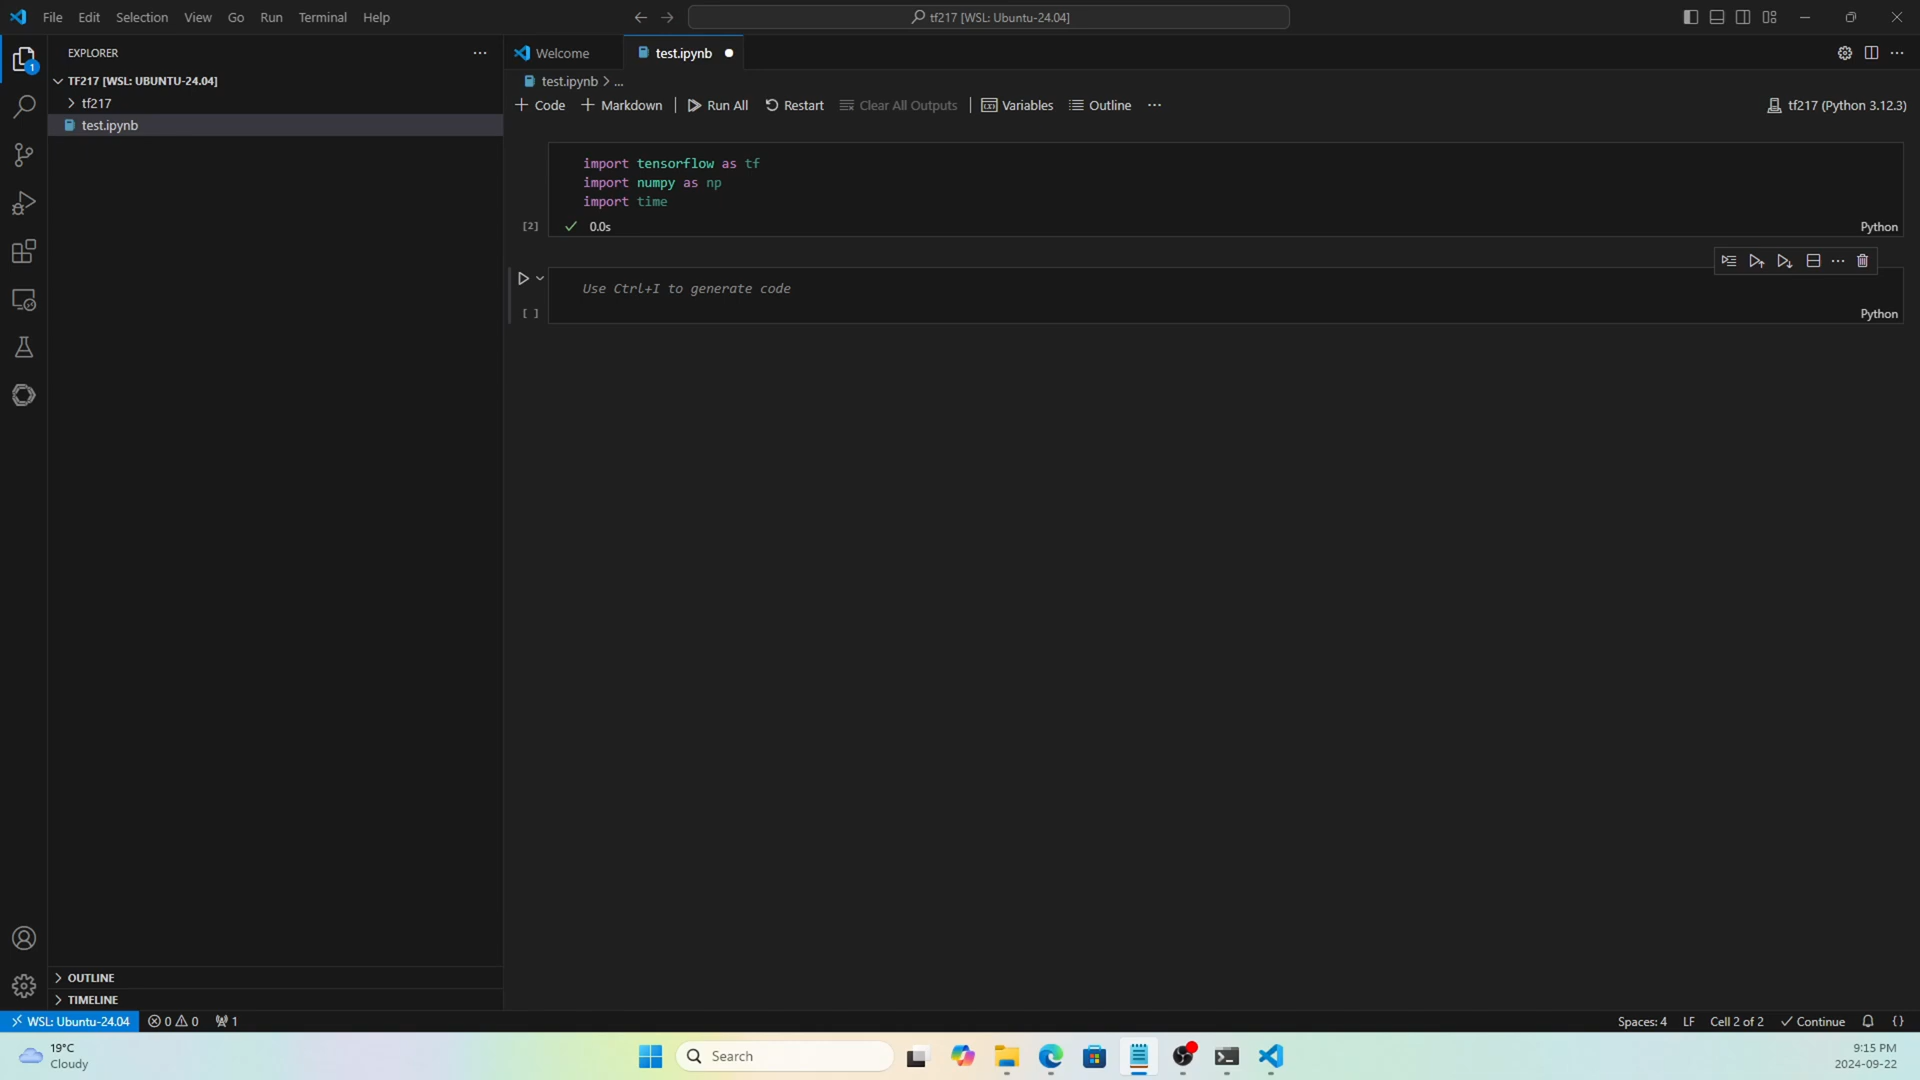 File Edit Selection View Go Run Terminal Help
tf217 [WSL: Ubuntu-24.04]
EXPLORER
Welcome
test.ipynb
1
TF217 [WSL: UBUNTU-24.04]
tf217
test.ipynb
test.ipynb > ...
+ Code + Markdown Run All Restart Clear All Outputs Variables Outline ...
tf217 (Python 3.12.3)
import tensorflow as tf
import numpy as np
import time
[2] 0.0s
Python
Use Ctrl+I to generate code
[ ]
Python
OUTLINE
TIMELINE
WSL: Ubuntu-24.04 0 0 1
Spaces: 4 LF Cell 2 of 2 Continue {}
19°C
Cloudy
Search
9:15 PM
2024-09-22